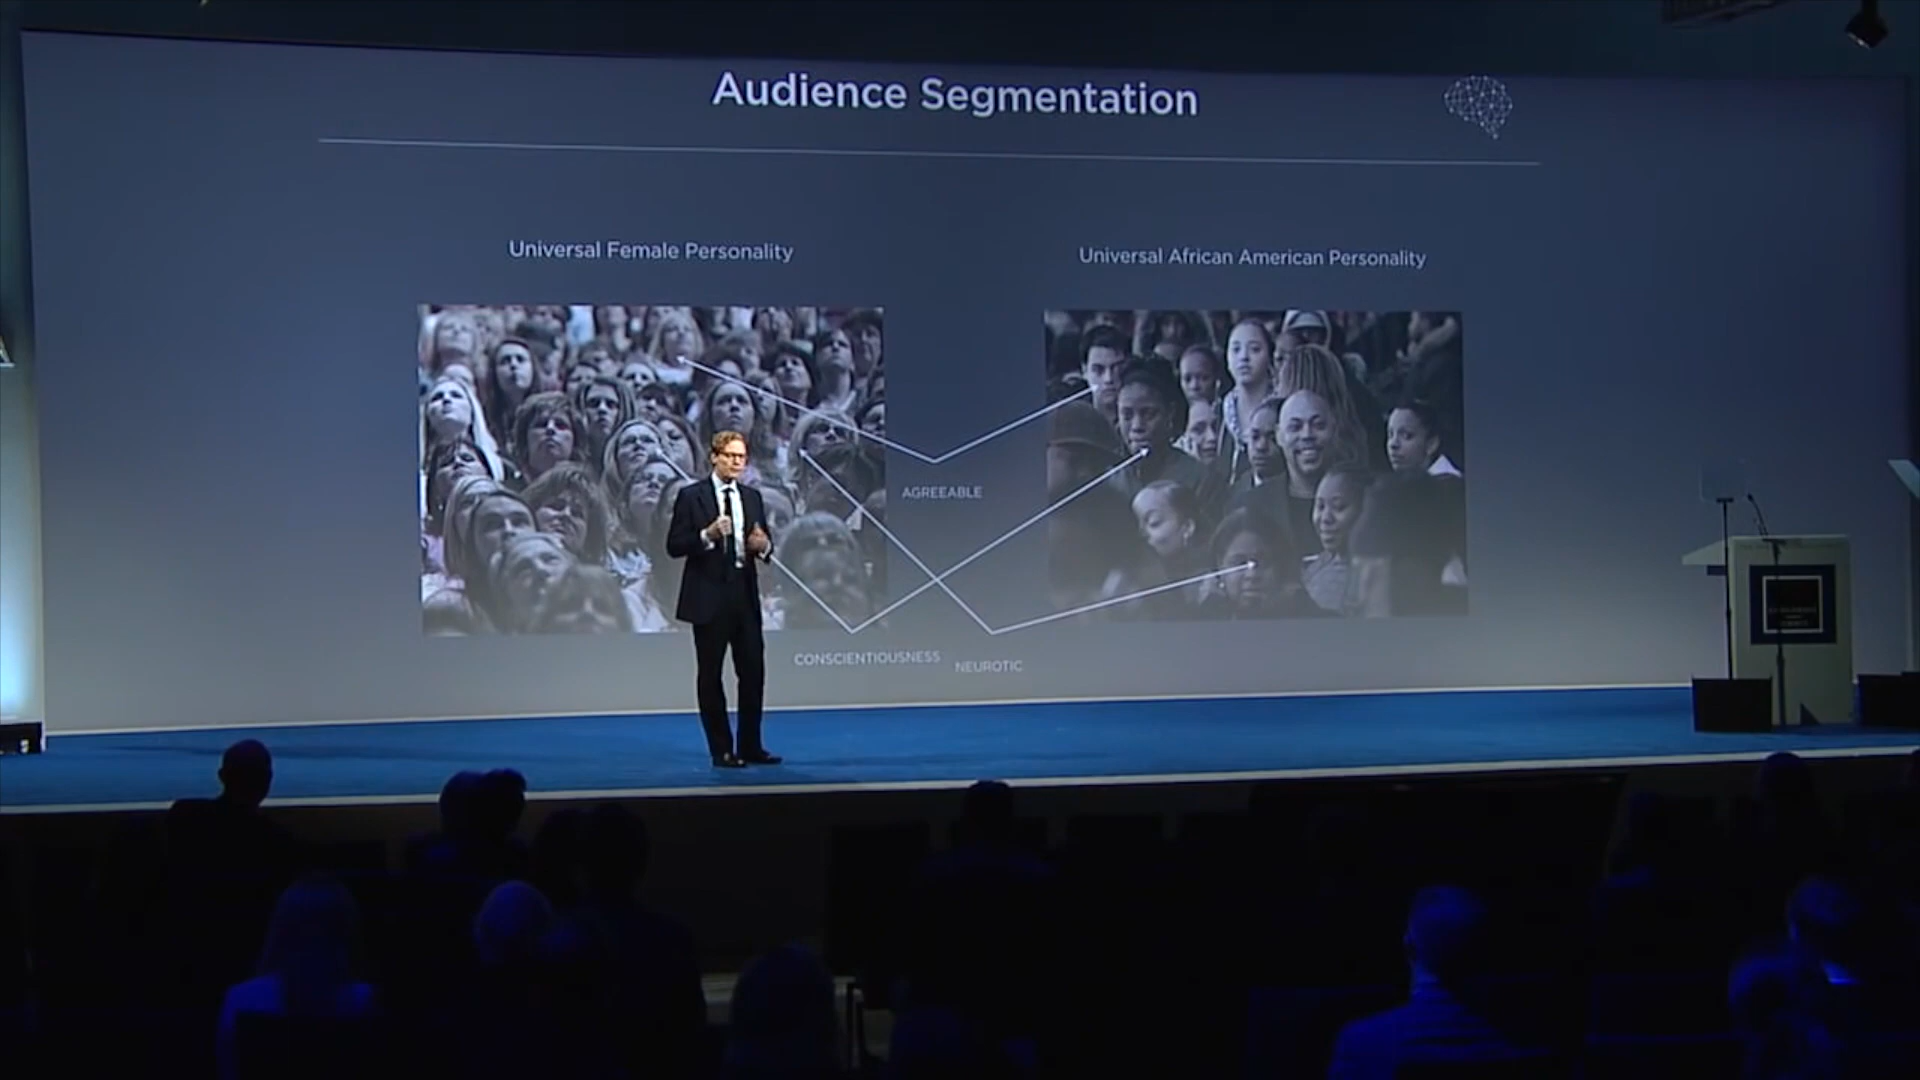 Audience Segmentation
Universal Female Personality
Universal African American Personality
AGREEABLE
CONSCIENTIOUSNESS
NEUROTIC